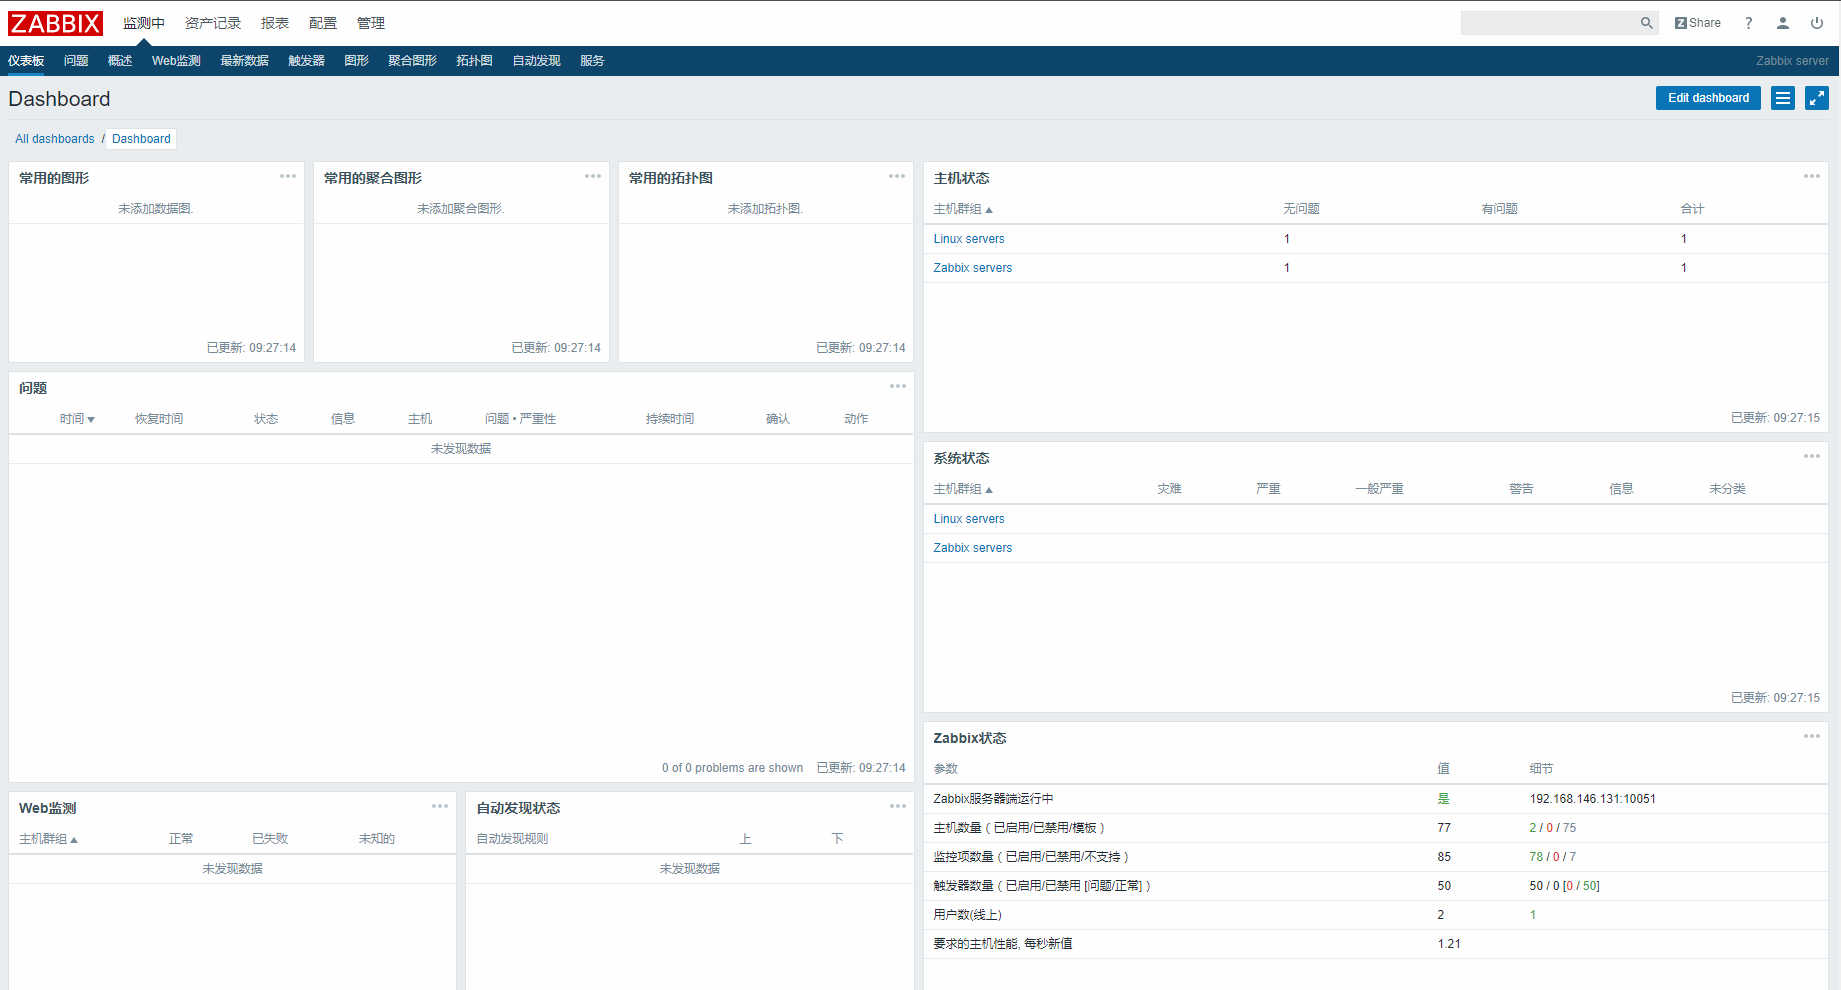 ZABBIX 监测中 资产记录 报表 配置 管理 Z Share ?
仪表板 问题 概述 Web监测 最新数据 触发器 图形 聚合图形 拓扑图 自动发现 服务 Zabbix server
Dashboard Edit dashboard
All dashboards / Dashboard
常用的图形
未添加数据图.
已更新: 09:27:14
常用的聚合图形
未添加聚合图形.
已更新: 09:27:14
常用的拓扑图
未添加拓扑图.
已更新: 09:27:14
主机状态
主机群组 无问题 有问题 合计
Linux servers 1 1
Zabbix servers 1 1
已更新: 09:27:15
问题
时间 恢复时间 状态 信息 主机 问题 • 严重性 持续时间 确认 动作
未发现数据
0 of 0 problems are shown 已更新: 09:27:14
系统状态
主机群组 灾难 严重 一般严重 警告 信息 未分类
Linux servers
Zabbix servers
已更新: 09:27:15
Web监测
主机群组 正常 已失败 未知的
未发现数据
自动发现状态
自动发现规则 上 下
未发现数据
Zabbix状态
参数 值 细节
Zabbix服务器端运行中 是 192.168.146.131:10051
主机数量（已启用/已禁用/模板） 77 2 / 0 / 75
监控项数量（已启用/已禁用/不支持） 85 78 / 0 / 7
触发器数量（已启用/已禁用 [问题/正常]） 50 50 / 0 [0 / 50]
用户数(线上) 2 1
要求的主机性能, 每秒新值 1.21